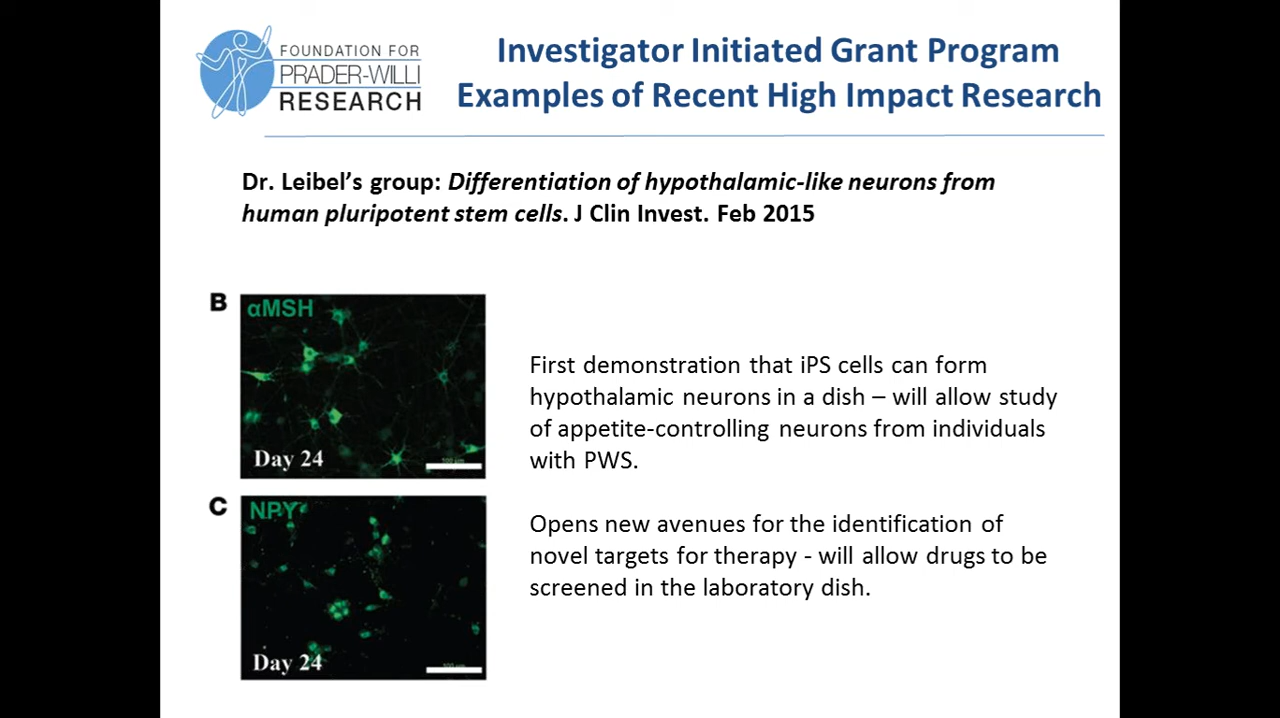 FOUNDATION FOR
PRADER-WILLI
RESEARCH
Investigator Initiated Grant Program
Examples of Recent High Impact Research
Dr. Leibel’s group: Differentiation of hypothalamic-like neurons from
human pluripotent stem cells. J Clin Invest. Feb 2015
B
αMSH
Day 24
100 µm
First demonstration that iPS cells can form
hypothalamic neurons in a dish – will allow study
of appetite-controlling neurons from individuals
with PWS.
C
NPY
Day 24
100 µm
Opens new avenues for the identification of
novel targets for therapy - will allow drugs to be
screened in the laboratory dish.